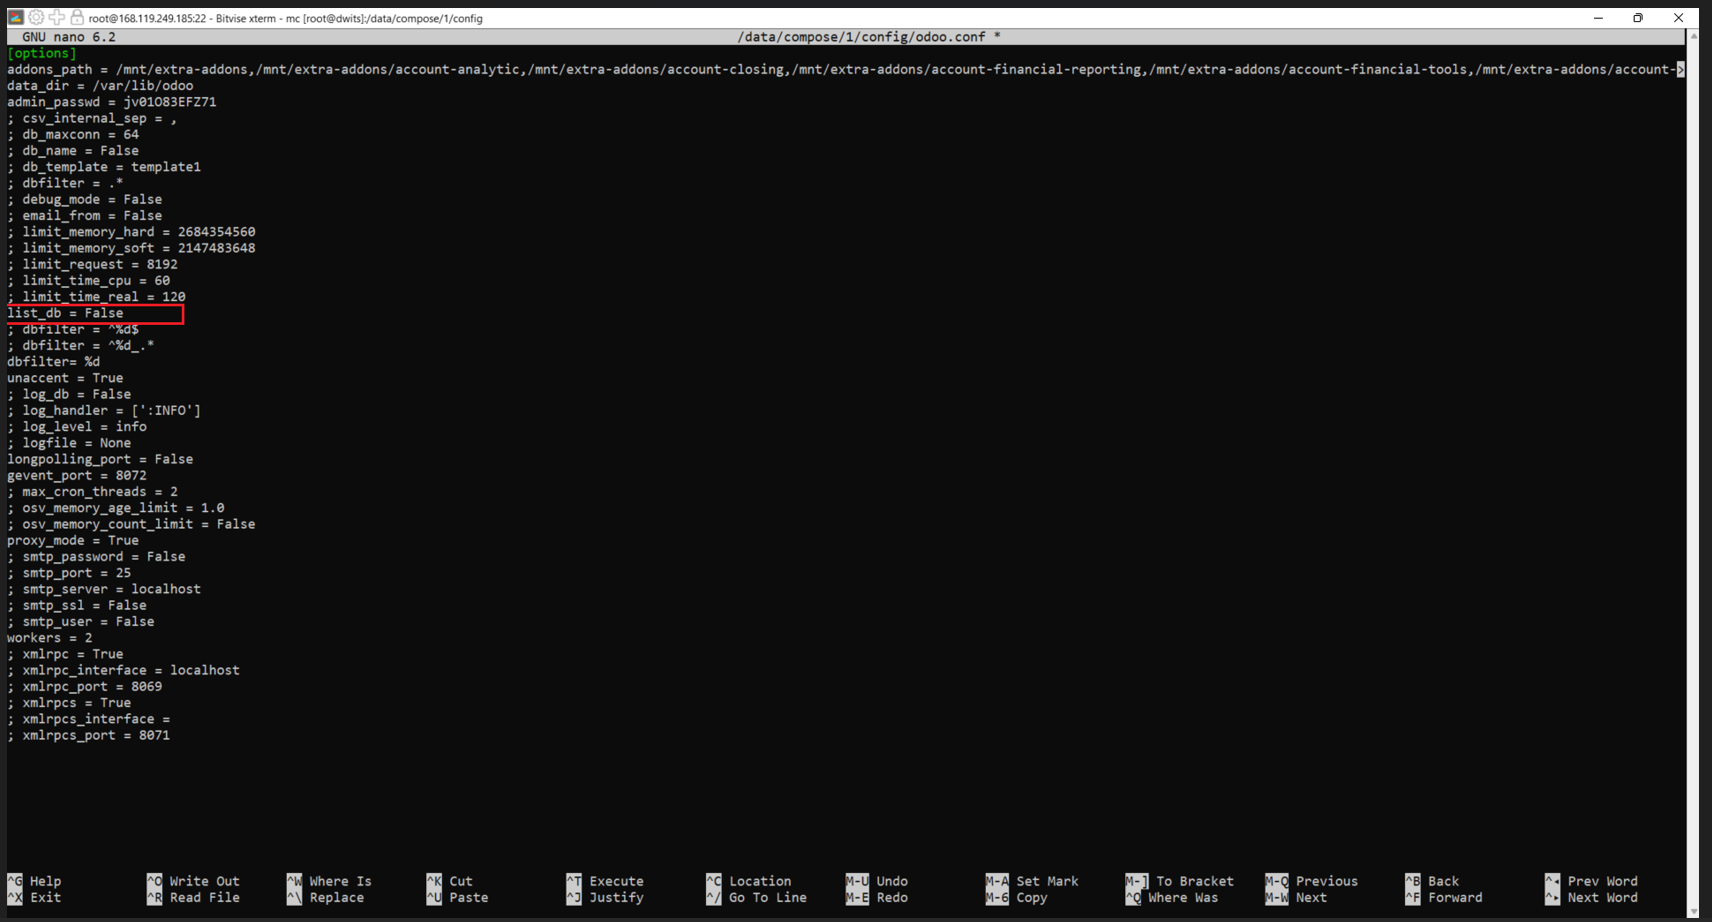 root@168.119.249.185:22 - Bitvise xterm - mc [root@dwits]:/data/compose/1/config
GNU nano 6.2 /data/compose/1/config/odoo.conf *
[options]
addons_path = /mnt/extra-addons,/mnt/extra-addons/account-analytic,/mnt/extra-addons/account-closing,/mnt/extra-addons/account-financial-reporting,/mnt/extra-addons/account-financial-tools,/mnt/extra-addons/account->
data_dir = /var/lib/odoo
admin_passwd = jv01O83EFZ71
; csv_internal_sep = ,
; db_maxconn = 64
; db_name = False
; db_template = template1
; dbfilter = .*
; debug_mode = False
; email_from = False
; limit_memory_hard = 2684354560
; limit_memory_soft = 2147483648
; limit_request = 8192
; limit_time_cpu = 60
; limit_time_real = 120
list_db = False
; dbfilter = ^%d$
; dbfilter = ^%d_.*
dbfilter= %d
unaccent = True
; log_db = False
; log_handler = [':INFO']
; log_level = info
; logfile = None
longpolling_port = False
gevent_port = 8072
; max_cron_threads = 2
; osv_memory_age_limit = 1.0
; osv_memory_count_limit = False
proxy_mode = True
; smtp_password = False
; smtp_port = 25
; smtp_server = localhost
; smtp_ssl = False
; smtp_user = False
workers = 2
; xmlrpc = True
; xmlrpc_interface = localhost
; xmlrpc_port = 8069
; xmlrpcs = True
; xmlrpcs_interface =
; xmlrpcs_port = 8071
^G Help ^O Write Out ^W Where Is ^K Cut ^T Execute ^C Location M-U Undo M-A Set Mark M-] To Bracket M-Q Previous ^B Back ^◂ Prev Word
^X Exit ^R Read File ^\ Replace ^U Paste ^J Justify ^/ Go To Line M-E Redo M-6 Copy ^Q Where Was M-W Next ^F Forward ^▸ Next Word